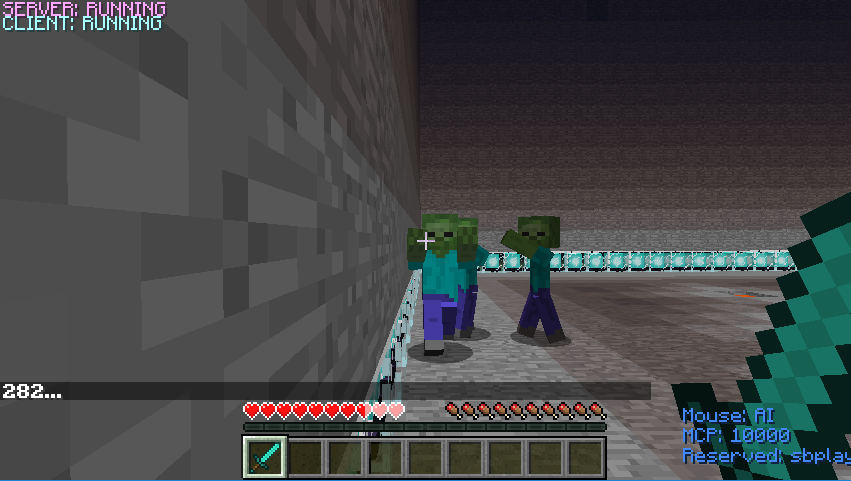 SERVER: RUNNING
CLIENT: RUNNING
282...
Mouse: AI
MCP: 10000
Reserved: sbplay